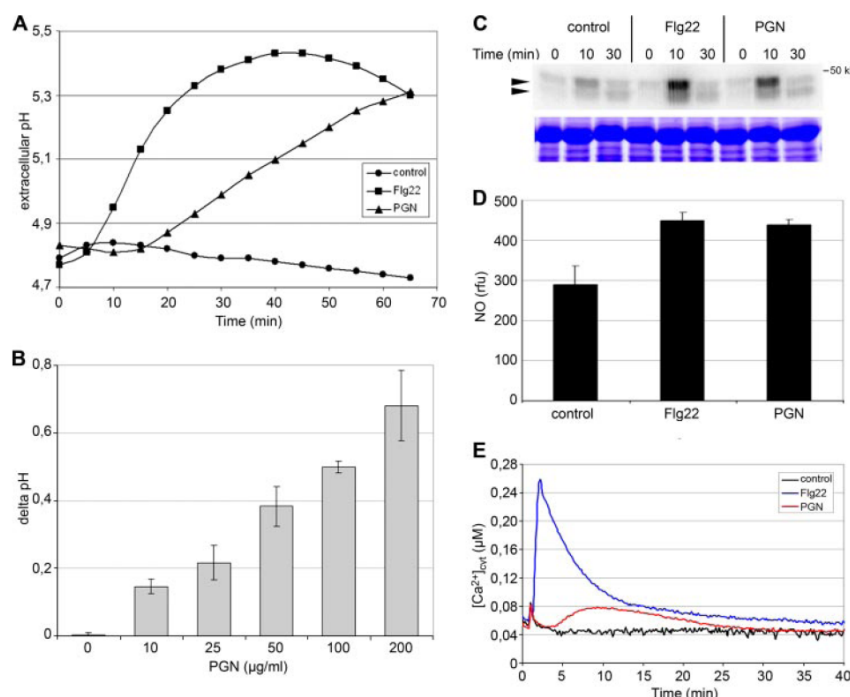 A
5,5
5,3
5,1
4,9
4,7
extracellular pH
control
Flg22
PGN
0 10 20 30 40 50 60 70
Time (min)
B
0,8
0,6
0,4
0,2
0
delta pH
0 10 25 50 100 200
PGN (µg/ml)
C
control Flg22 PGN
Time (min) 0 10 30 0 10 30 0 10 30
50 k
D
500
400
300
200
100
0
NO (rfu)
control Flg22 PGN
E
0,28
0,24
0,20
0,16
0,12
0,08
0,04
0
[Ca2+]cyt (µM)
control
Flg22
PGN
0 5 10 15 20 25 30 35 40
Time (min)